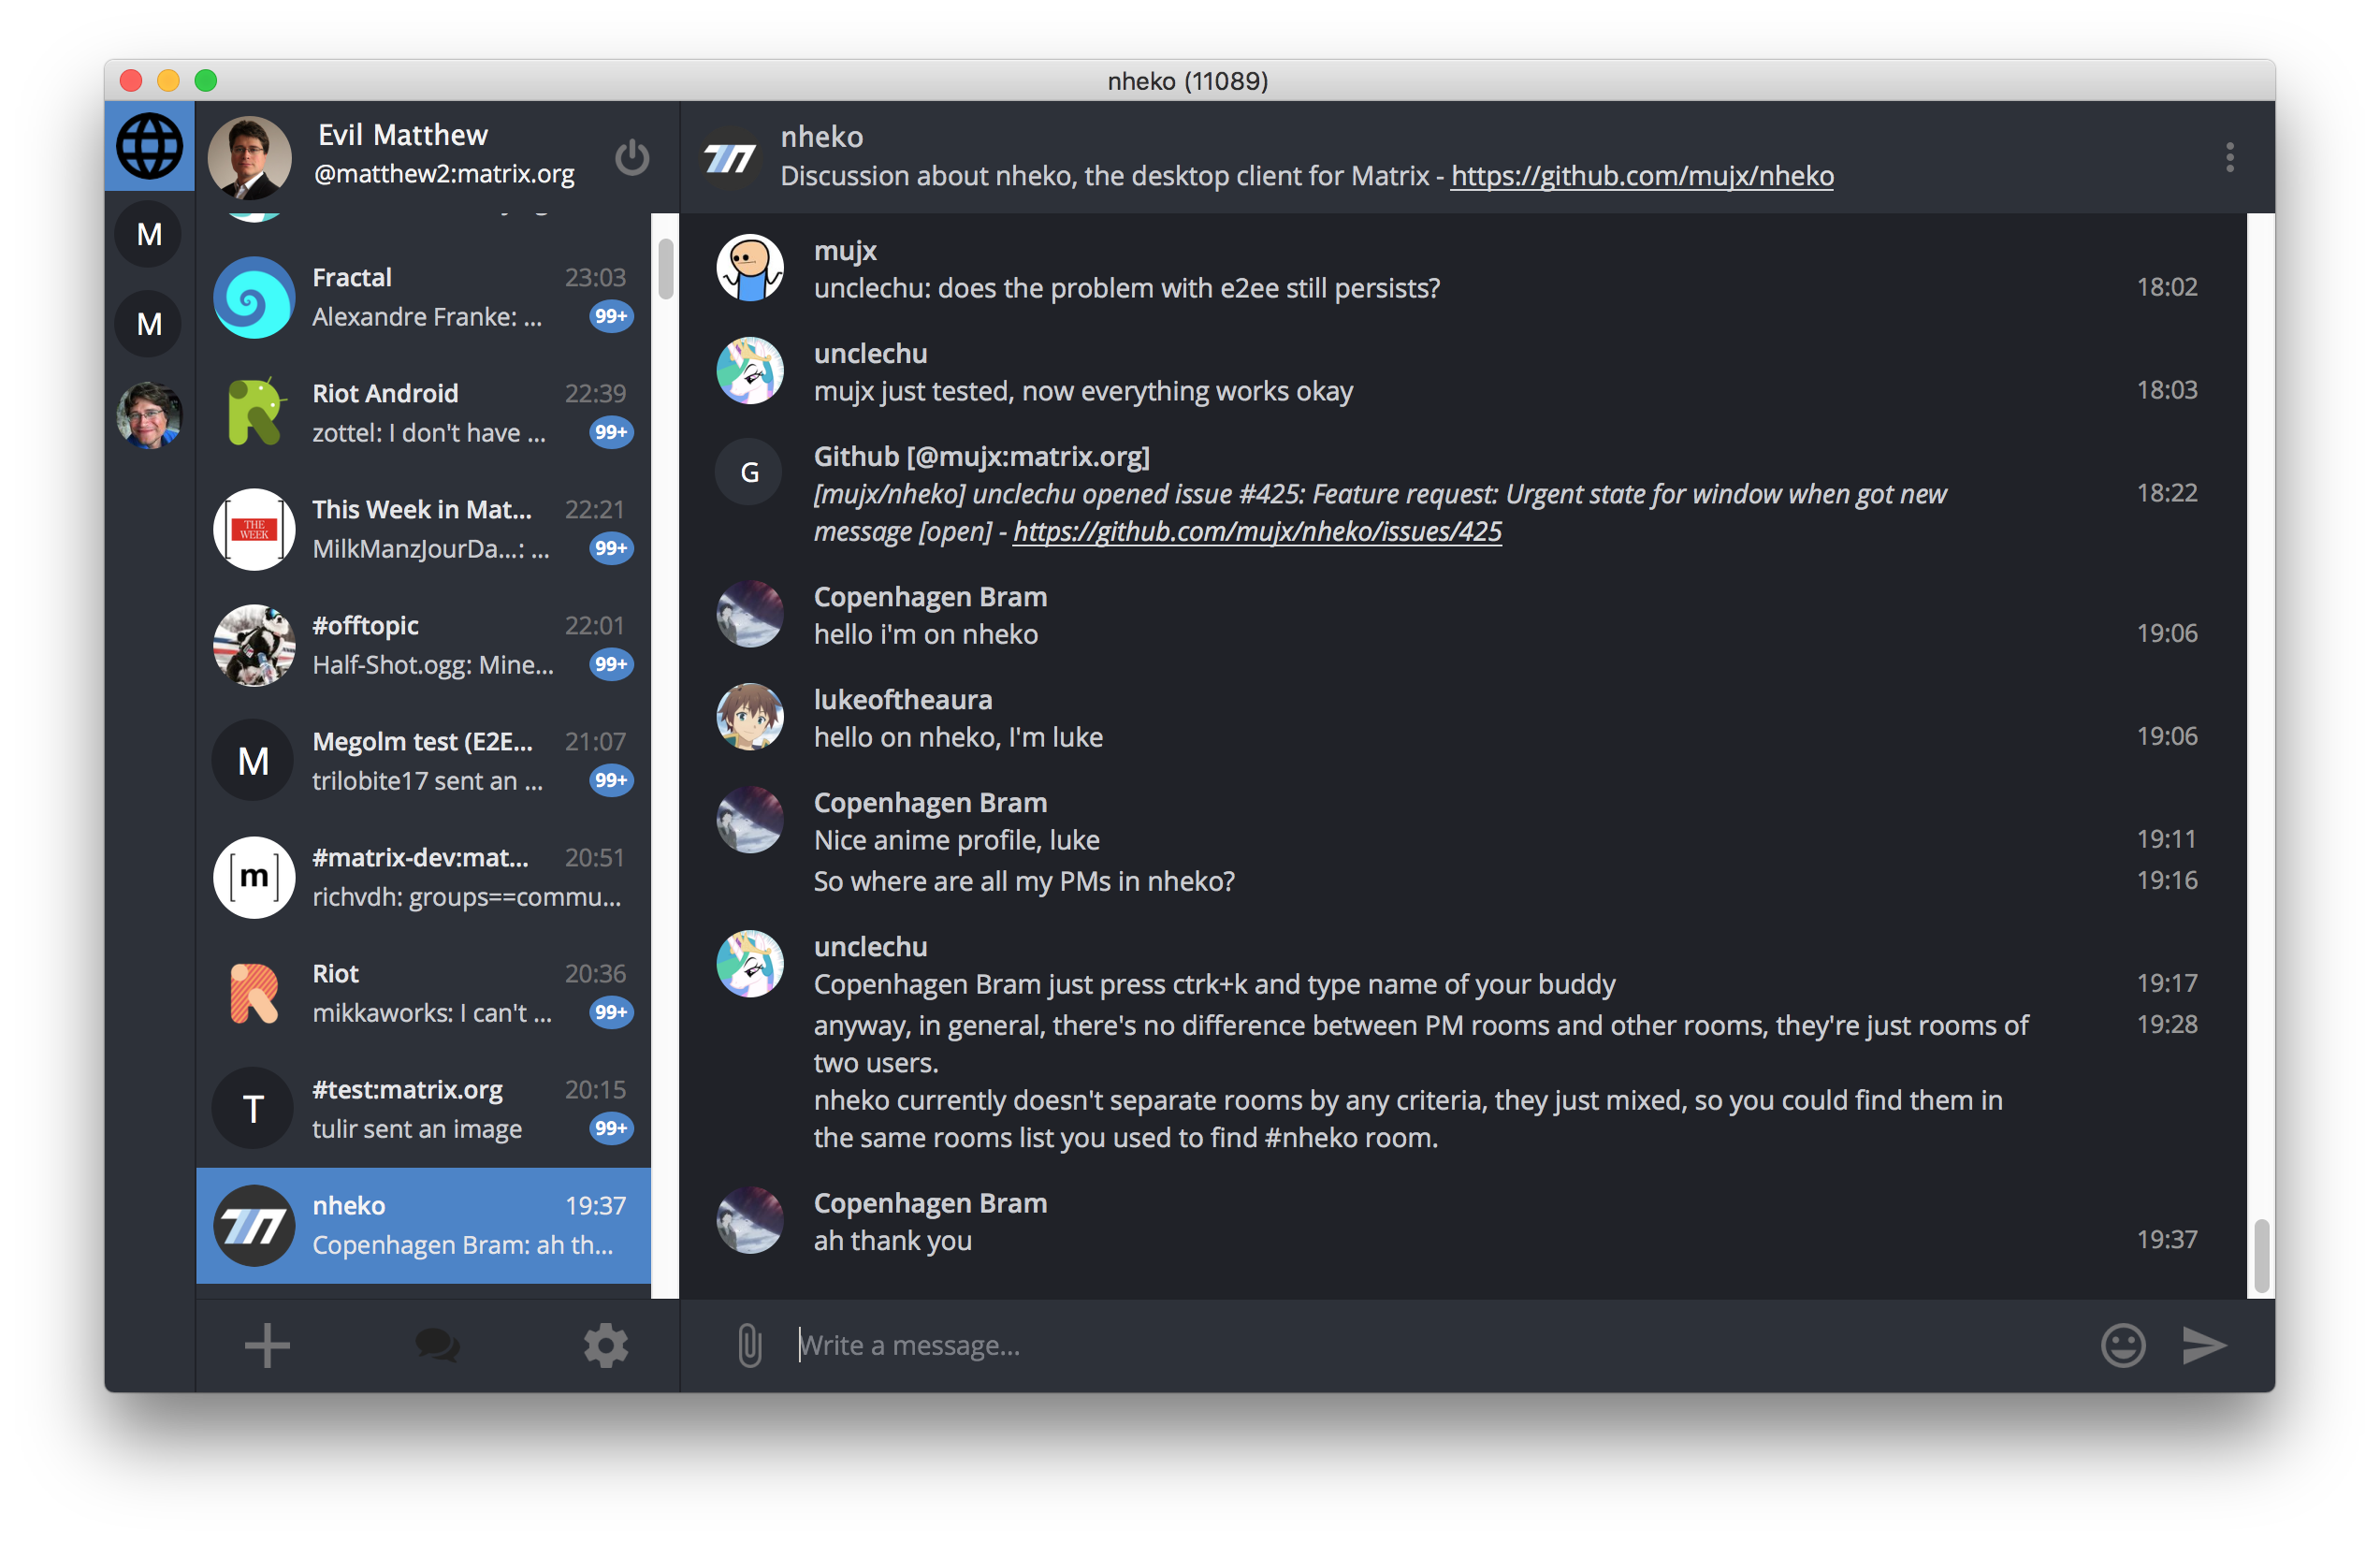 nheko (11089)
Evil Matthew
@matthew2:matrix.org
M
M
Fractal 23:03
Alexandre Franke: ... 99+
Riot Android 22:39
zottel: I don't have ... 99+
THE
WEEK
This Week in Mat... 22:21
MilkManzJourDa...: ... 99+
#offtopic 22:01
Half-Shot.ogg: Mine... 99+
M
Megolm test (E2E... 21:07
trilobite17 sent an ... 99+
[m]
#matrix-dev:mat... 20:51
richvdh: groups==commu...
Riot 20:36
mikkaworks: I can't ... 99+
T
#test:matrix.org 20:15
tulir sent an image 99+
nheko 19:37
Copenhagen Bram: ah th...
nheko
Discussion about nheko, the desktop client for Matrix - https://github.com/mujx/nheko
mujx
unclechu: does the problem with e2ee still persists? 18:02
unclechu
mujx just tested, now everything works okay 18:03
G
Github [@mujx:matrix.org]
[mujx/nheko] unclechu opened issue #425: Feature request: Urgent state for window when got new 18:22
message [open] - https://github.com/mujx/nheko/issues/425
Copenhagen Bram
hello i'm on nheko 19:06
lukeoftheaura
hello on nheko, I'm luke 19:06
Copenhagen Bram
Nice anime profile, luke 19:11
So where are all my PMs in nheko? 19:16
unclechu
Copenhagen Bram just press ctrk+k and type name of your buddy 19:17
anyway, in general, there's no difference between PM rooms and other rooms, they're just rooms of 19:28
two users.
nheko currently doesn't separate rooms by any criteria, they just mixed, so you could find them in
the same rooms list you used to find #nheko room.
Copenhagen Bram
ah thank you 19:37
Write a message...